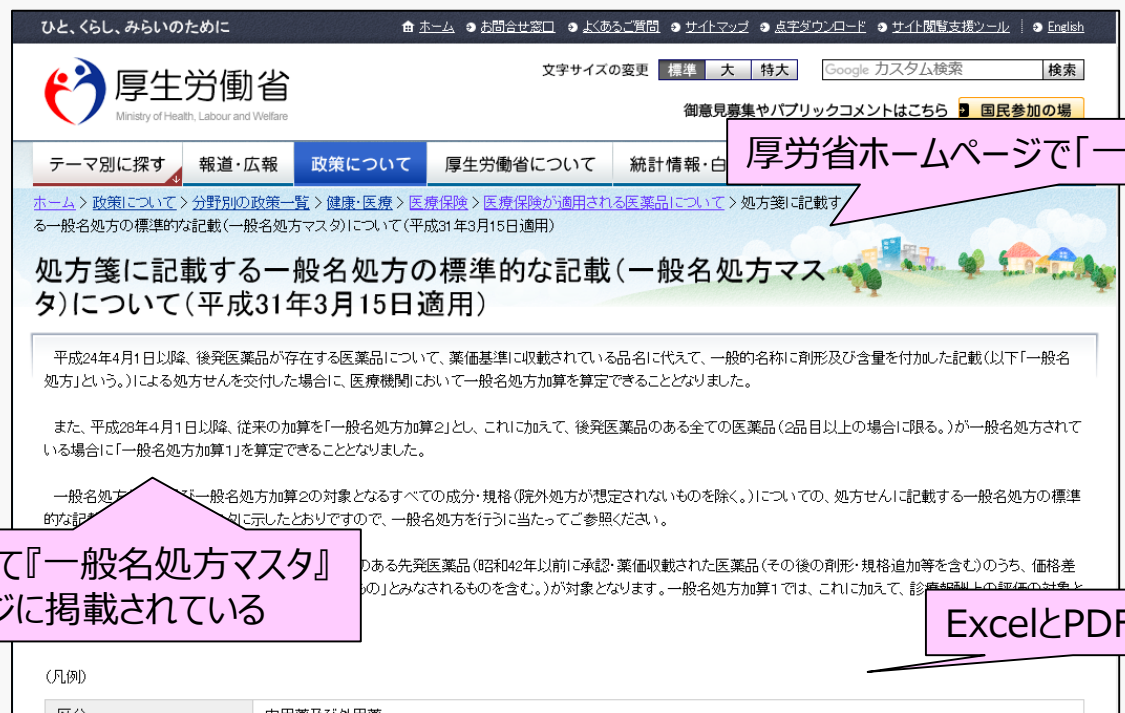 ひと、くらし、みらいのために
ホーム お問合せ窓口 よくあるご質問 サイトマップ 点字ダウンロード サイト閲覧支援ツール English
厚生労働省
Ministry of Health, Labour and Welfare
文字サイズの変更 標準 大 特大 Google カスタム検索 検索
御意見募集やパブリックコメントはこちら 国民参加の場
テーマ別に探す 報道・広報 政策について 厚生労働省について 統計情報・白
厚労省ホームページで「一
ホーム > 政策について > 分野別の政策一覧 > 健康・医療 > 医療保険 > 医療保険が適用される医薬品について > 処方箋に記載す
る一般名処方の標準的な記載(一般名処方マスタ)について(平成31年3月15日適用)
処方箋に記載する一般名処方の標準的な記載(一般名処方マス
タ)について(平成31年3月15日適用)
平成24年4月1日以降、後発医薬品が存在する医薬品について、薬価基準に収載されている品名に代えて、一般的名称に剤形及び含量を付加した記載(以下「一般名
処方」という。)による処方せんを交付した場合に、医療機関において一般名処方加算を算定できることとなりました。
また、平成28年4月1日以降、従来の加算を「一般名処方加算2」とし、これに加えて、後発医薬品のある全ての医薬品(2品目以上の場合に限る。)が一般名処方されて
いる場合に「一般名処方加算1」を算定できることとなりました。
一般名処方 一般名処方加算2の対象となるすべての成分・規格(院外処方が想定されないものを除く。)についての、処方せんに記載する一般名処方の標準
的な記 に示したとおりですので、一般名処方を行うに当たってご参照ください。
て『一般名処方マスタ』
ジに掲載されている
のある先発医薬品(昭和42年以前に承認・薬価収載された医薬品(その後の剤形・規格追加等を含む)のうち、価格差
もの」とみなされるものを含む。)が対象となります。一般名処方加算1では、これに加えて、診療報酬上の評価の対象と
ExcelとPDF
(凡例)
区分 内用薬及び外用薬